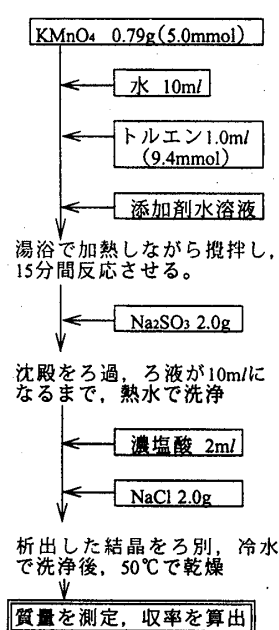 KMnO₄ 0.79g(5.0mmol)
水 10ml
トルエン1.0ml
(9.4mmol)
添加剤水溶液
湯浴で加熱しながら攪拌し,
15分間反応させる。
Na₂SO₃ 2.0g
沈殿をろ過, ろ液が10mlに
なるまで, 熱水で洗浄
濃塩酸 2ml
NaCl 2.0g
析出した結晶をろ別, 冷水
で洗浄後, 50℃で乾燥
質量を測定, 収率を算出